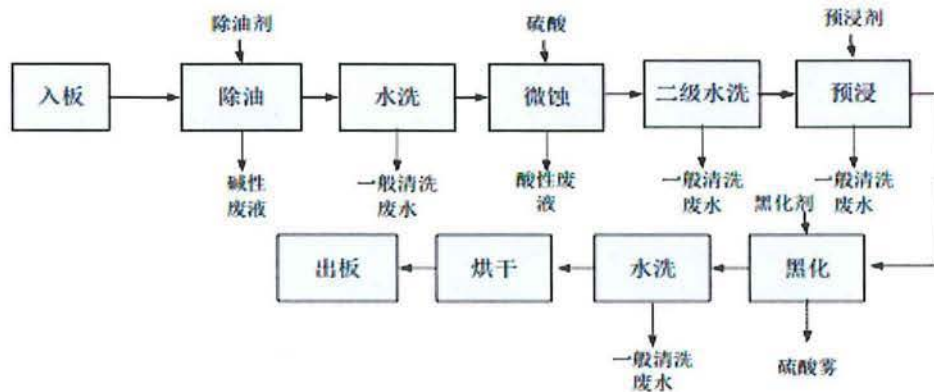 除油剂
硫酸
预浸剂
入板
除油
水洗
微蚀
二级水洗
预浸
碱性
废液
一般清洗
废水
酸性废
液
一般清洗
废水
一般清洗
废水
黑化剂
出板
烘干
水洗
黑化
一般清洗
废水
硫酸雾